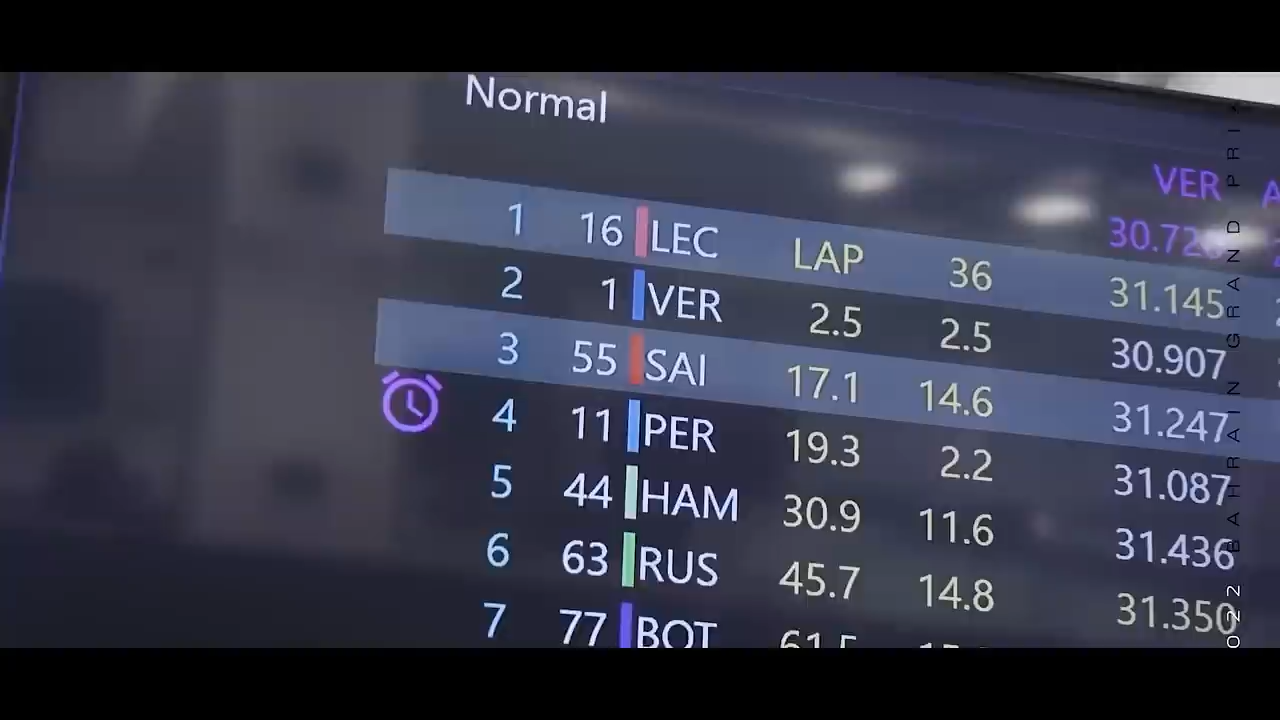 Normal
VER
1 16 LEC LAP 36 31.145
2 1 VER 2.5 2.5 30.907
3 55 SAI 17.1 14.6 31.247
4 11 PER 19.3 2.2 31.087
5 44 HAM 30.9 11.6 31.436
6 63 RUS 45.7 14.8 31.350
7 77 BOT
BAHRAIN GRAND